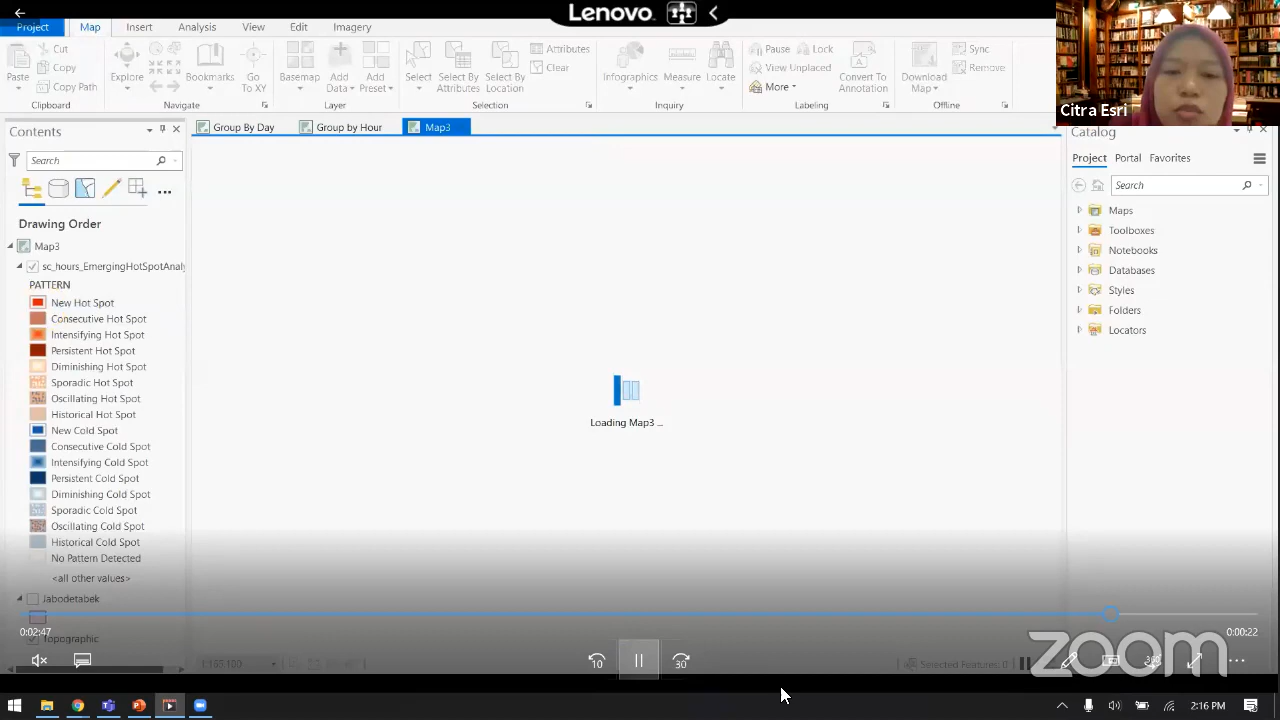 Lenovo
Project Map Insert Analysis View Edit Imagery
Cut
Copy
Copy Path
Paste
Clipboard
Explore
Bookmarks
Go To XY
Navigate
Basemap
Add Data
Add Preset
Layer
Select
Select By Attributes
Select By Location
Attributes
Clear
Selection
Infographics
Measure
Locate
Inquiry
Pause
Lock
View Unplaced
More
Convert To Annotation
Labeling
Download Map
Sync
Remove
Offline
Citra Esri
Contents
Search
Drawing Order
Map3
sc_hours_EmergingHotSpotAnaly
PATTERN
New Hot Spot
Consecutive Hot Spot
Intensifying Hot Spot
Persistent Hot Spot
Diminishing Hot Spot
Sporadic Hot Spot
Oscillating Hot Spot
Historical Hot Spot
New Cold Spot
Consecutive Cold Spot
Intensifying Cold Spot
Persistent Cold Spot
Diminishing Cold Spot
Sporadic Cold Spot
Oscillating Cold Spot
Historical Cold Spot
No Pattern Detected
<all other values>
Jabodetabek
Topographic
Group By Day
Group by Hour
Map3
Loading Map3 ...
Catalog
Project Portal Favorites
Search
Maps
Toolboxes
Notebooks
Databases
Styles
Folders
Locators
0:02:47
0:00:22
10
30
Selected Features: 0
zoom
2:16 PM